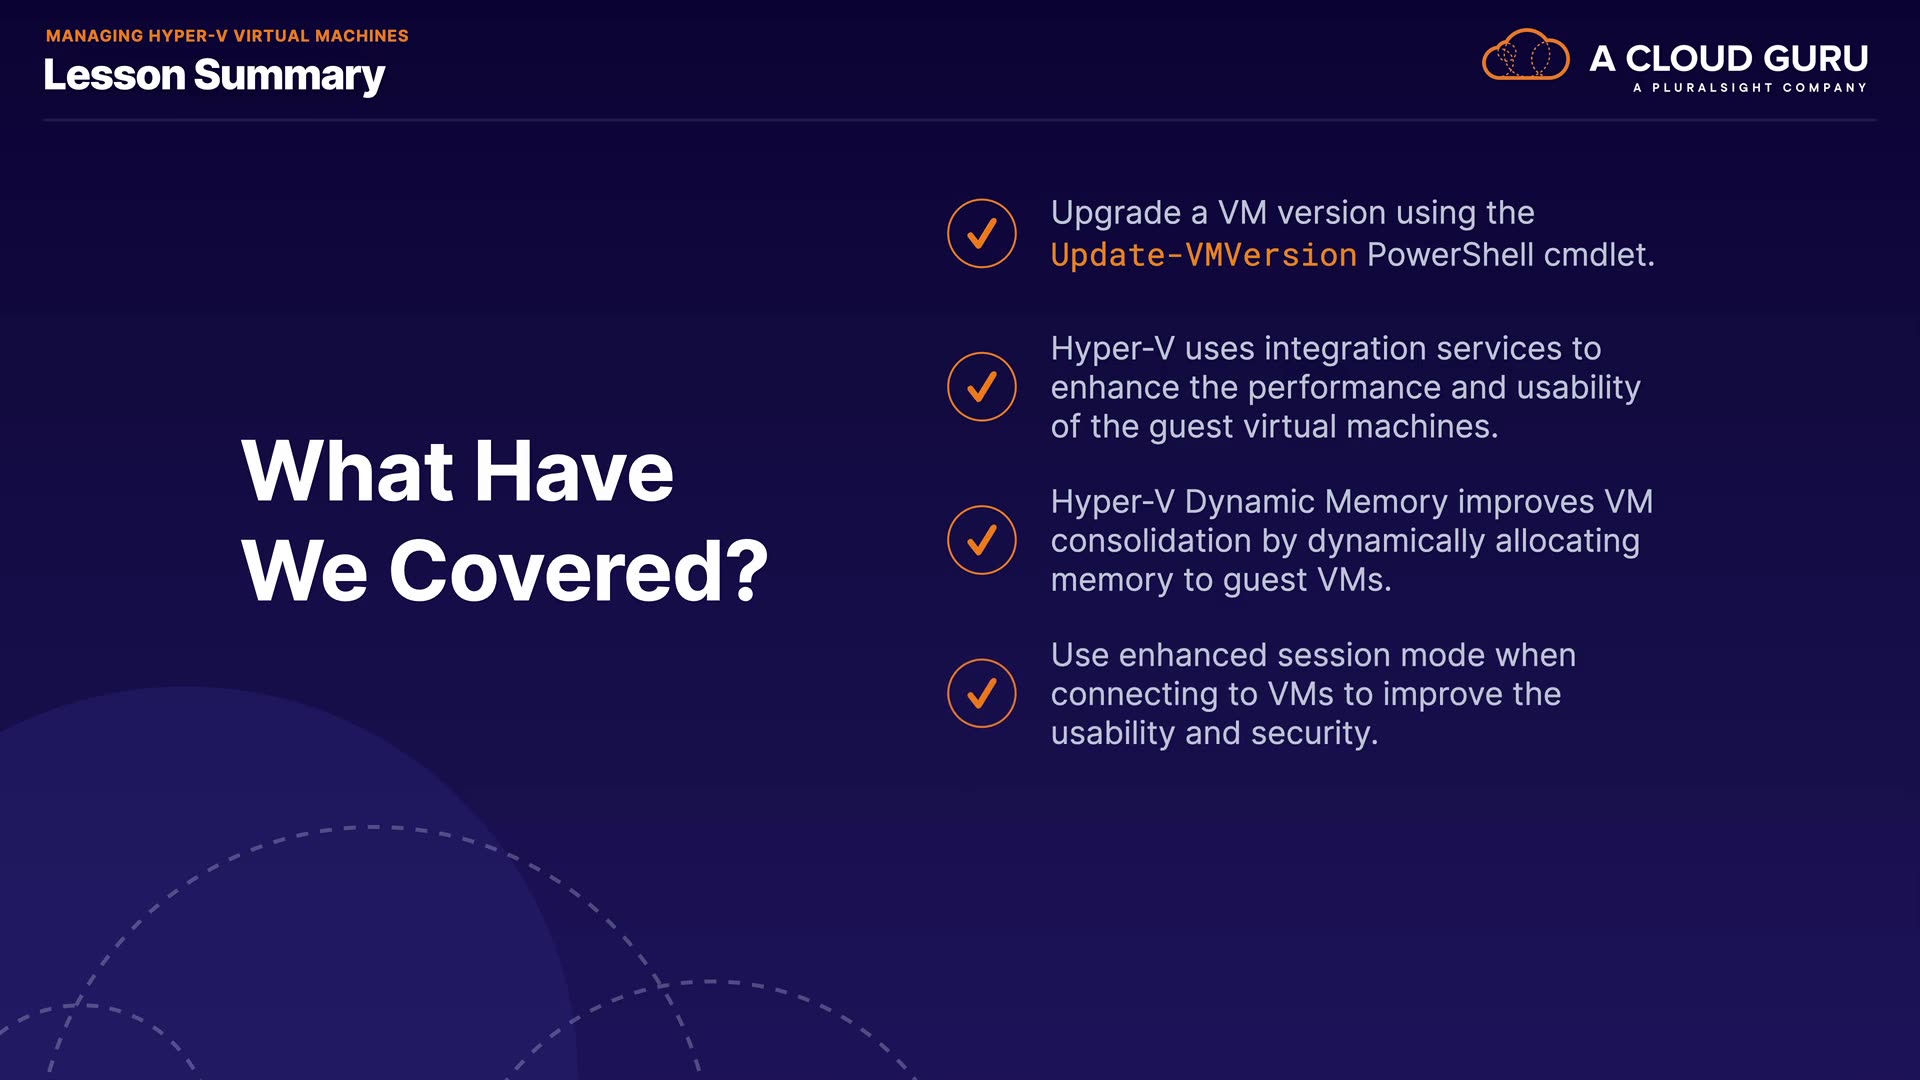 MANAGING HYPER-V VIRTUAL MACHINES
Lesson Summary
A CLOUD GURU
A PLURALSIGHT COMPANY
What Have
We Covered?
Upgrade a VM version using the
Update-VMVersion PowerShell cmdlet.
Hyper-V uses integration services to
enhance the performance and usability
of the guest virtual machines.
Hyper-V Dynamic Memory improves VM
consolidation by dynamically allocating
memory to guest VMs.
Use enhanced session mode when
connecting to VMs to improve the
usability and security.